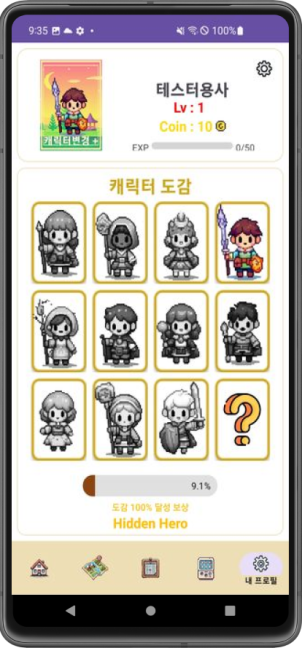 9:35
100%
테스터용사
Lv : 1
Coin : 10
캐릭터변경 +
EXP 0/50
캐릭터 도감
?
9.1%
도감 100% 달성 보상
Hidden Hero
내 프로필